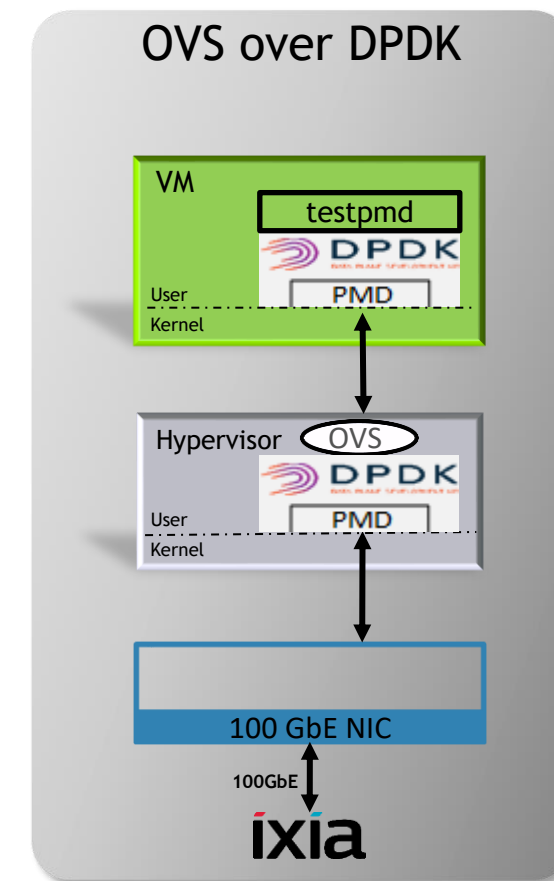 OVS over DPDK
VM
testpmd
DPDK
PMD
User
Kernel
Hypervisor
OVS
DPDK
PMD
User
Kernel
100 GbE NIC
100GbE
ixia